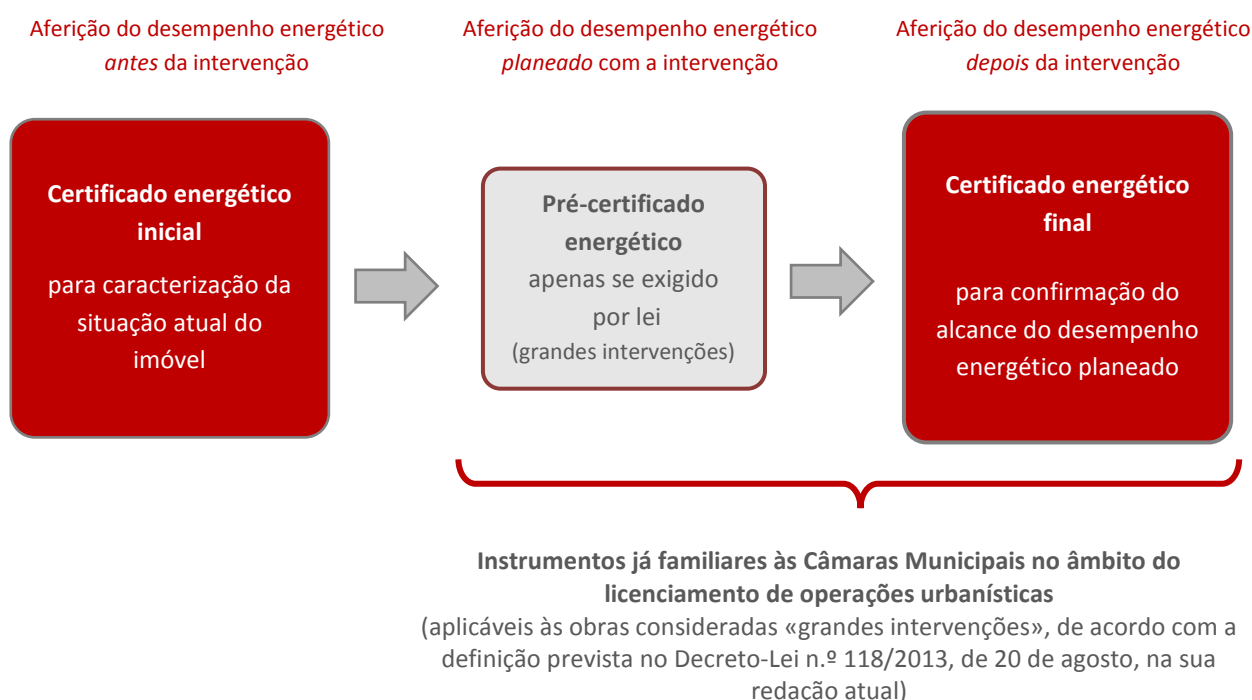 Aferição do desempenho energético
antes da intervenção
Aferição do desempenho energético
planeado com a intervenção
Aferição do desempenho energético
depois da intervenção
Certificado energético
inicial
para caracterização da
situação atual do
imóvel
Pré-certificado
energético
apenas se exigido
por lei
(grandes intervenções)
Certificado energético
final
para confirmação do
alcance do desempenho
energético planeado
Instrumentos já familiares às Câmaras Municipais no âmbito do
licenciamento de operações urbanísticas
(aplicáveis às obras consideradas «grandes intervenções», de acordo com a
definição prevista no Decreto-Lei n.º 118/2013, de 20 de agosto, na sua
redação atual)